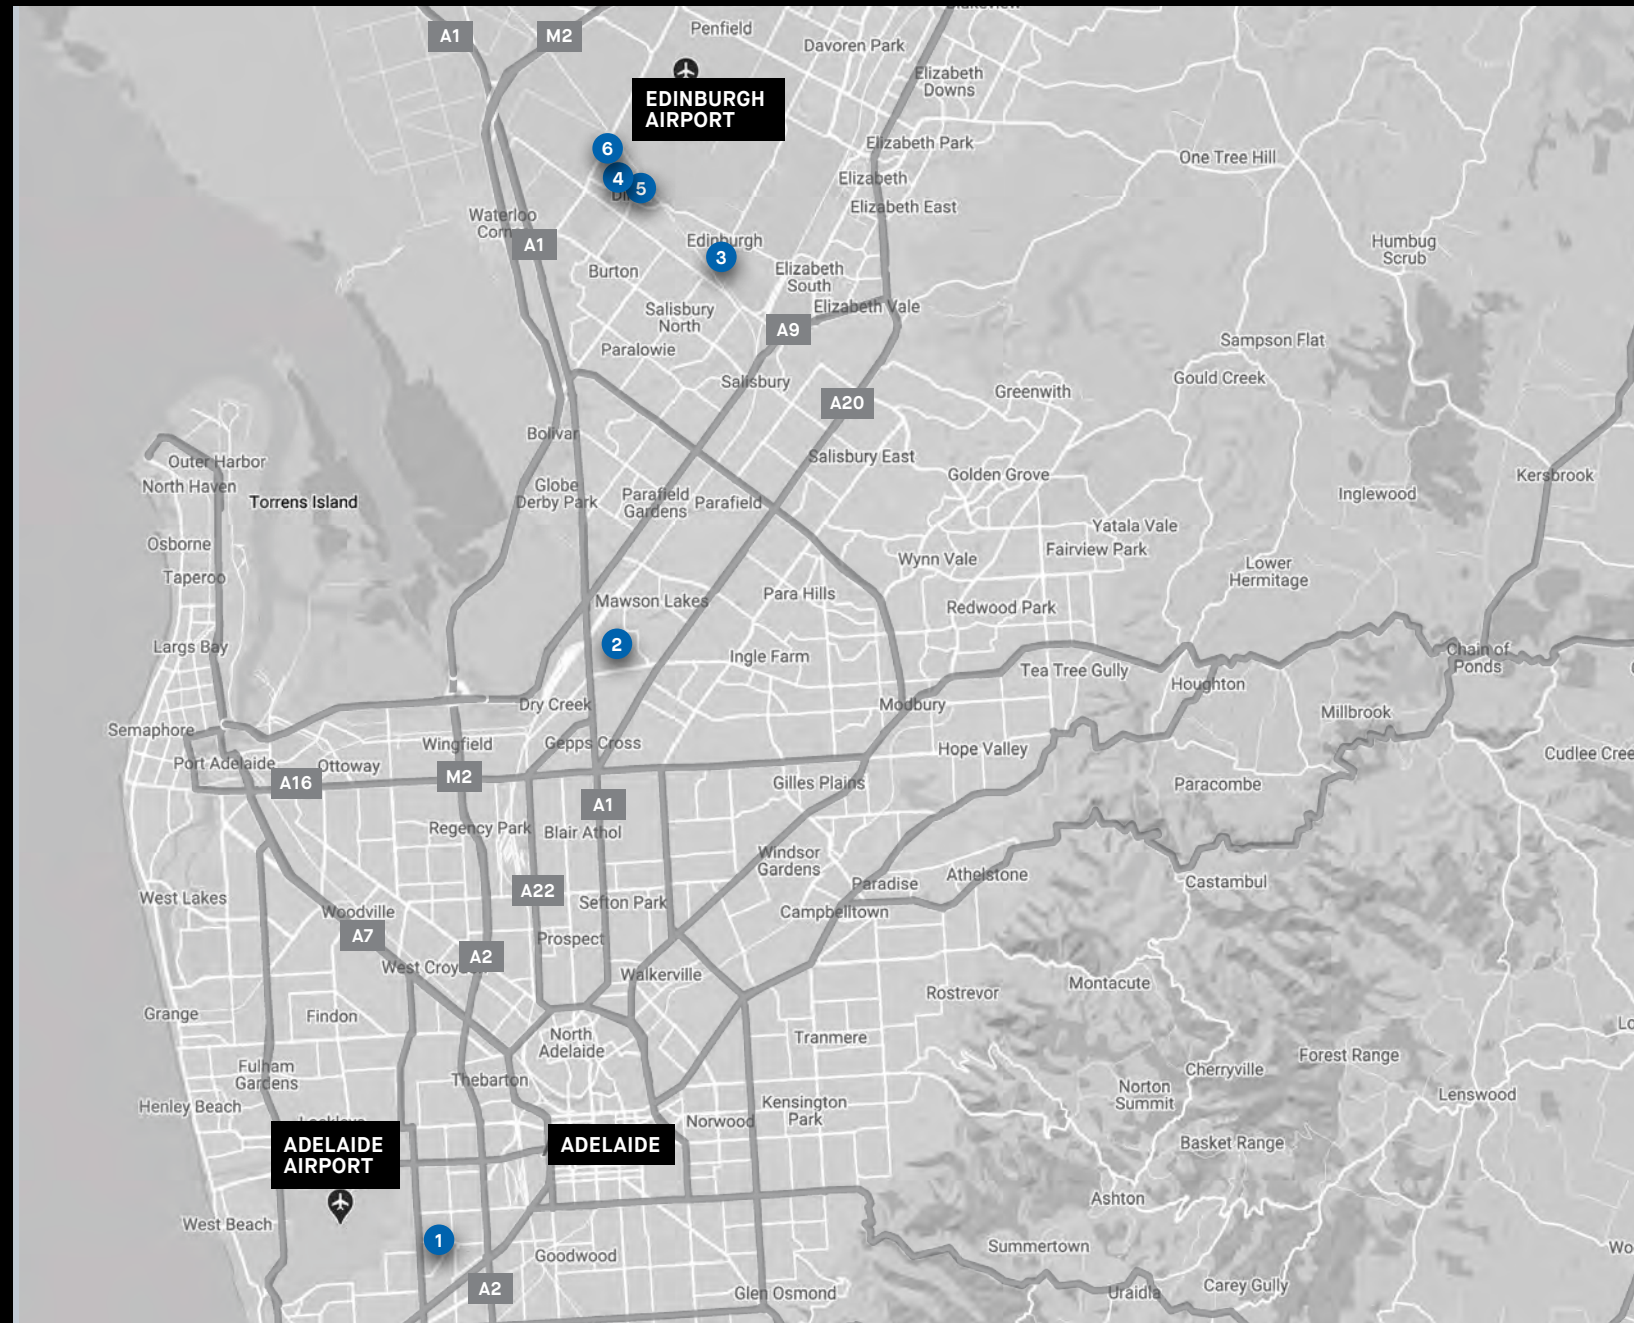 Penfield
Davoren Park
A1
M2
Elizabeth
Downs
EDINBURGH
AIRPORT
Elizabeth Park
6
One Tree Hill
4
5
Elizabeth
Elizabeth East
Waterloo
A1
Edinburgh
3
Humbug
Scrub
Burton
Elizabeth
South
Elizabeth Vale
Salisbury
North
A9
Sampson Flat
Paralowie
Salisbury
Gould Creek
Greenwith
A20
Bolivar
Outer Harbor
Salisbury East
North Haven
Golden Grove
Kersbrook
Torrens Island
Globe
Derby Park
Parafield
Gardens
Parafield
Inglewood
Yatala Vale
Osborne
Fairview Park
Wynn Vale
Taperoo
Lower
Hermitage
Mawson Lakes
Para Hills
Redwood Park
Largs Bay
2
Ingle Farm
Chain of
Ponds
Tea Tree Gully
Houghton
Dry Creek
Modbury
Millbrook
Semaphore
Wingfield
Gepps Cross
Hope Valley
Cudlee Cree
Port Adelaide
Ottoway
A16
M2
Gilles Plains
Paracombe
A1
Regency Park
Blair Athol
Windsor
Gardens
Athelstone
Paradise
Castambul
West Lakes
A22
Sefton Park
Woodville
Campbelltown
A7
Prospect
A2
West Croy
Walkerville
Montacute
Rostrevor
Grange
Findon
Tranmere
Lo
North
Adelaide
Forest Range
Fulham
Gardens
Cherryville
Thebarton
Norton
Summit
Lenswood
Henley Beach
Kensington
Park
Norwood
ADELAIDE
AIRPORT
ADELAIDE
Basket Range
Ashton
West Beach
1
Goodwood
Summertown
Wo
A2
Glen Osmond
Uraidla
Carey Gully